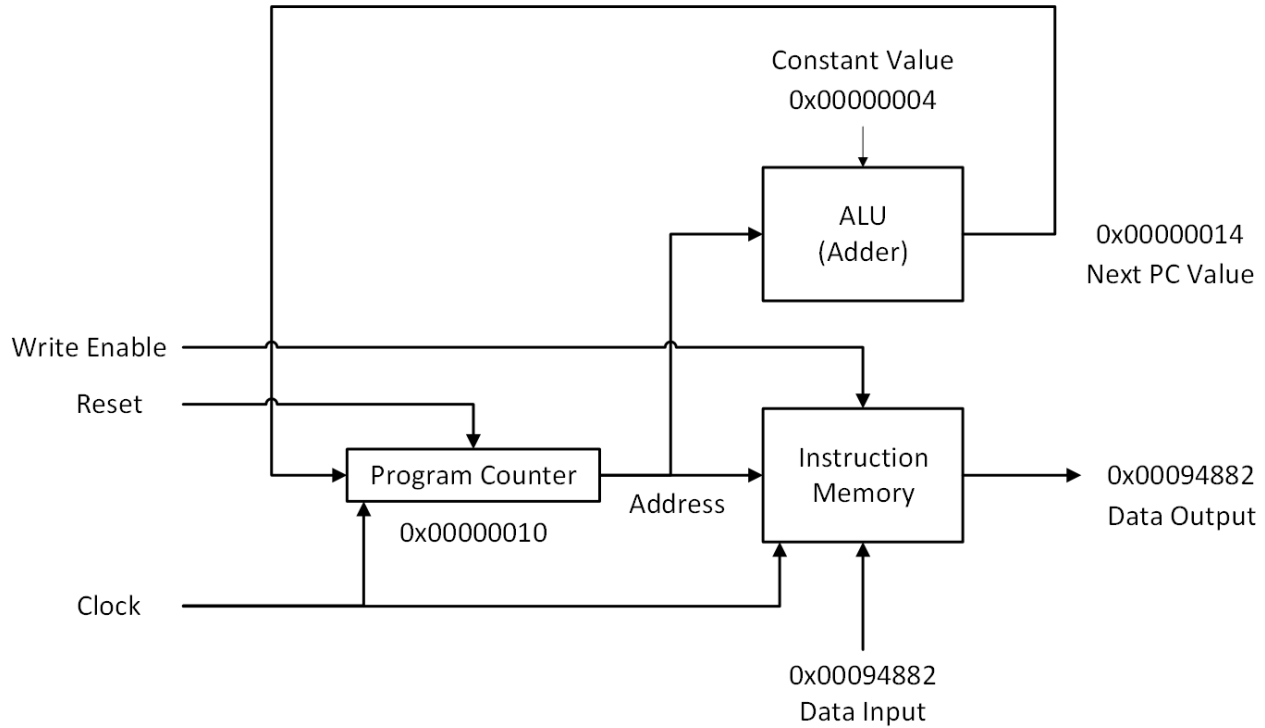 Constant Value
0x00000004
ALU
(Adder)
0x00000014
Next PC Value
Write Enable
Reset
Program Counter
Address
Instruction
Memory
0x00094882
Data Output
0x00000010
Clock
0x00094882
Data Input